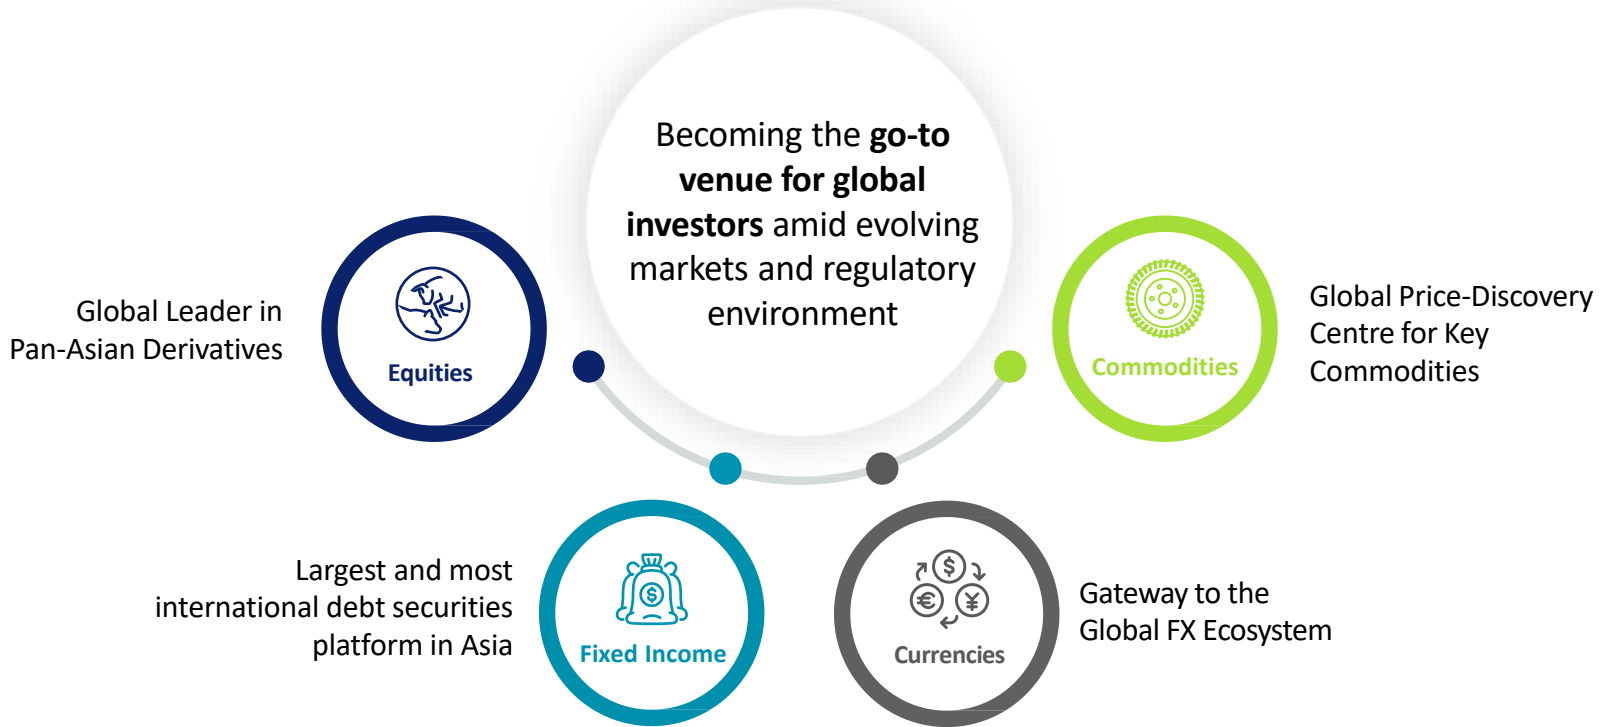 Becoming the go-to
venue for global
investors amid evolving
markets and regulatory
environment
Global Leader in
Pan-Asian Derivatives
Equities
Commodities
Global Price-Discovery
Centre for Key
Commodities
Largest and most
international debt securities
platform in Asia
$
Fixed Income
$
€ ¥
Currencies
Gateway to the
Global FX Ecosystem